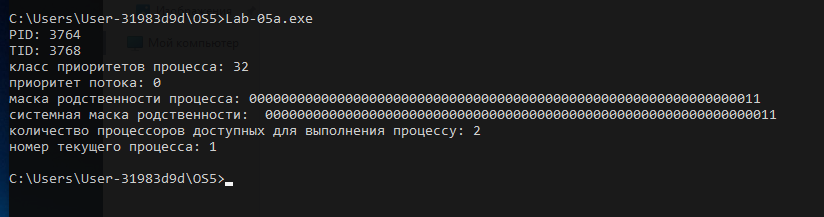 C:\Users\User-31983d9d\OS5>Lab-05a.exe
PID: 3764
Мой компьютер
TID: 3768
класс приоритетов процесса: 32
приоритет потока: 0
маска родственности процесса: 0000000000000000000000000000000000000000000000000000000000000011
системная маска родственности:  0000000000000000000000000000000000000000000000000000000000000011
количество процессоров доступных для выполнения процессу: 2
номер текущего процесса: 1
C:\Users\User-31983d9d\OS5>